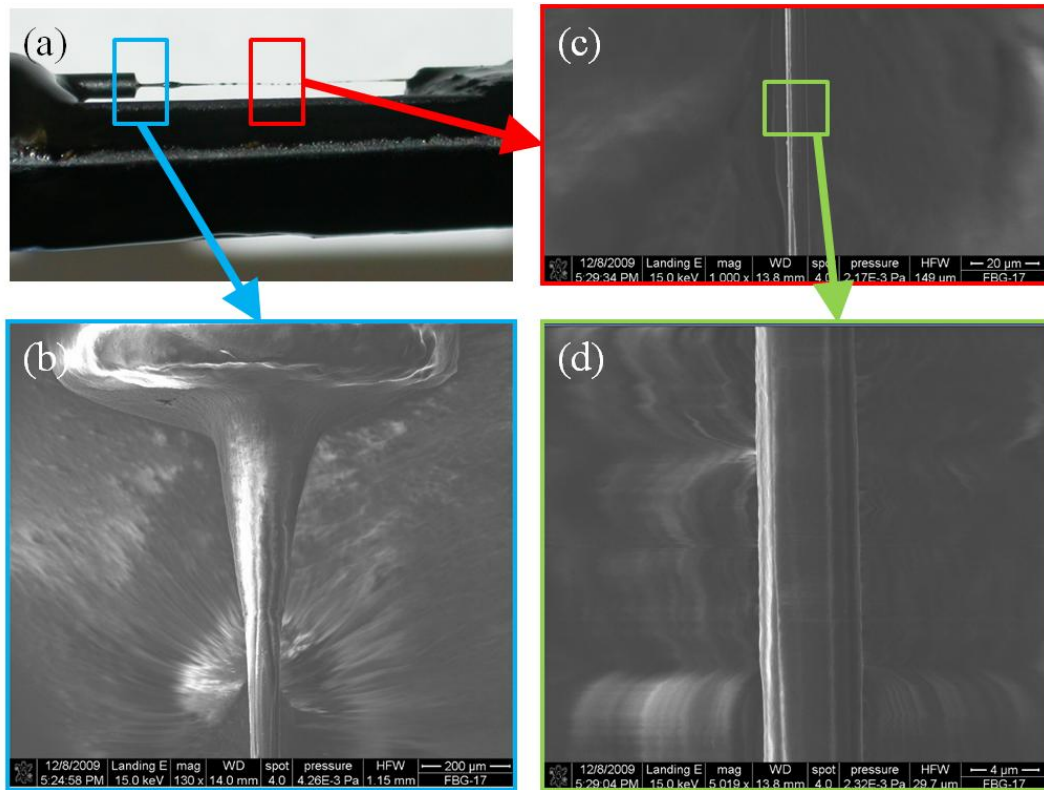 (a)
(c)
12/8/2009 Landing E mag WD spot pressure HFW 20 µm
5:29:34 PM 15.0 keV 1 000 x 13.8 mm 4.0 2.17E-3 Pa 149 µm FBG-17
(b)
12/8/2009 Landing E mag WD spot pressure HFW 200 µm
5:24:58 PM 15.0 keV 130 x 14.0 mm 4.0 4.26E-3 Pa 1.15 mm FBG-17
(d)
12/8/2009 Landing E mag WD spot pressure HFW 4 µm
5:29:04 PM 15.0 keV 5 019 x 13.8 mm 4.0 2.32E-3 Pa 29.7 µm FBG-17